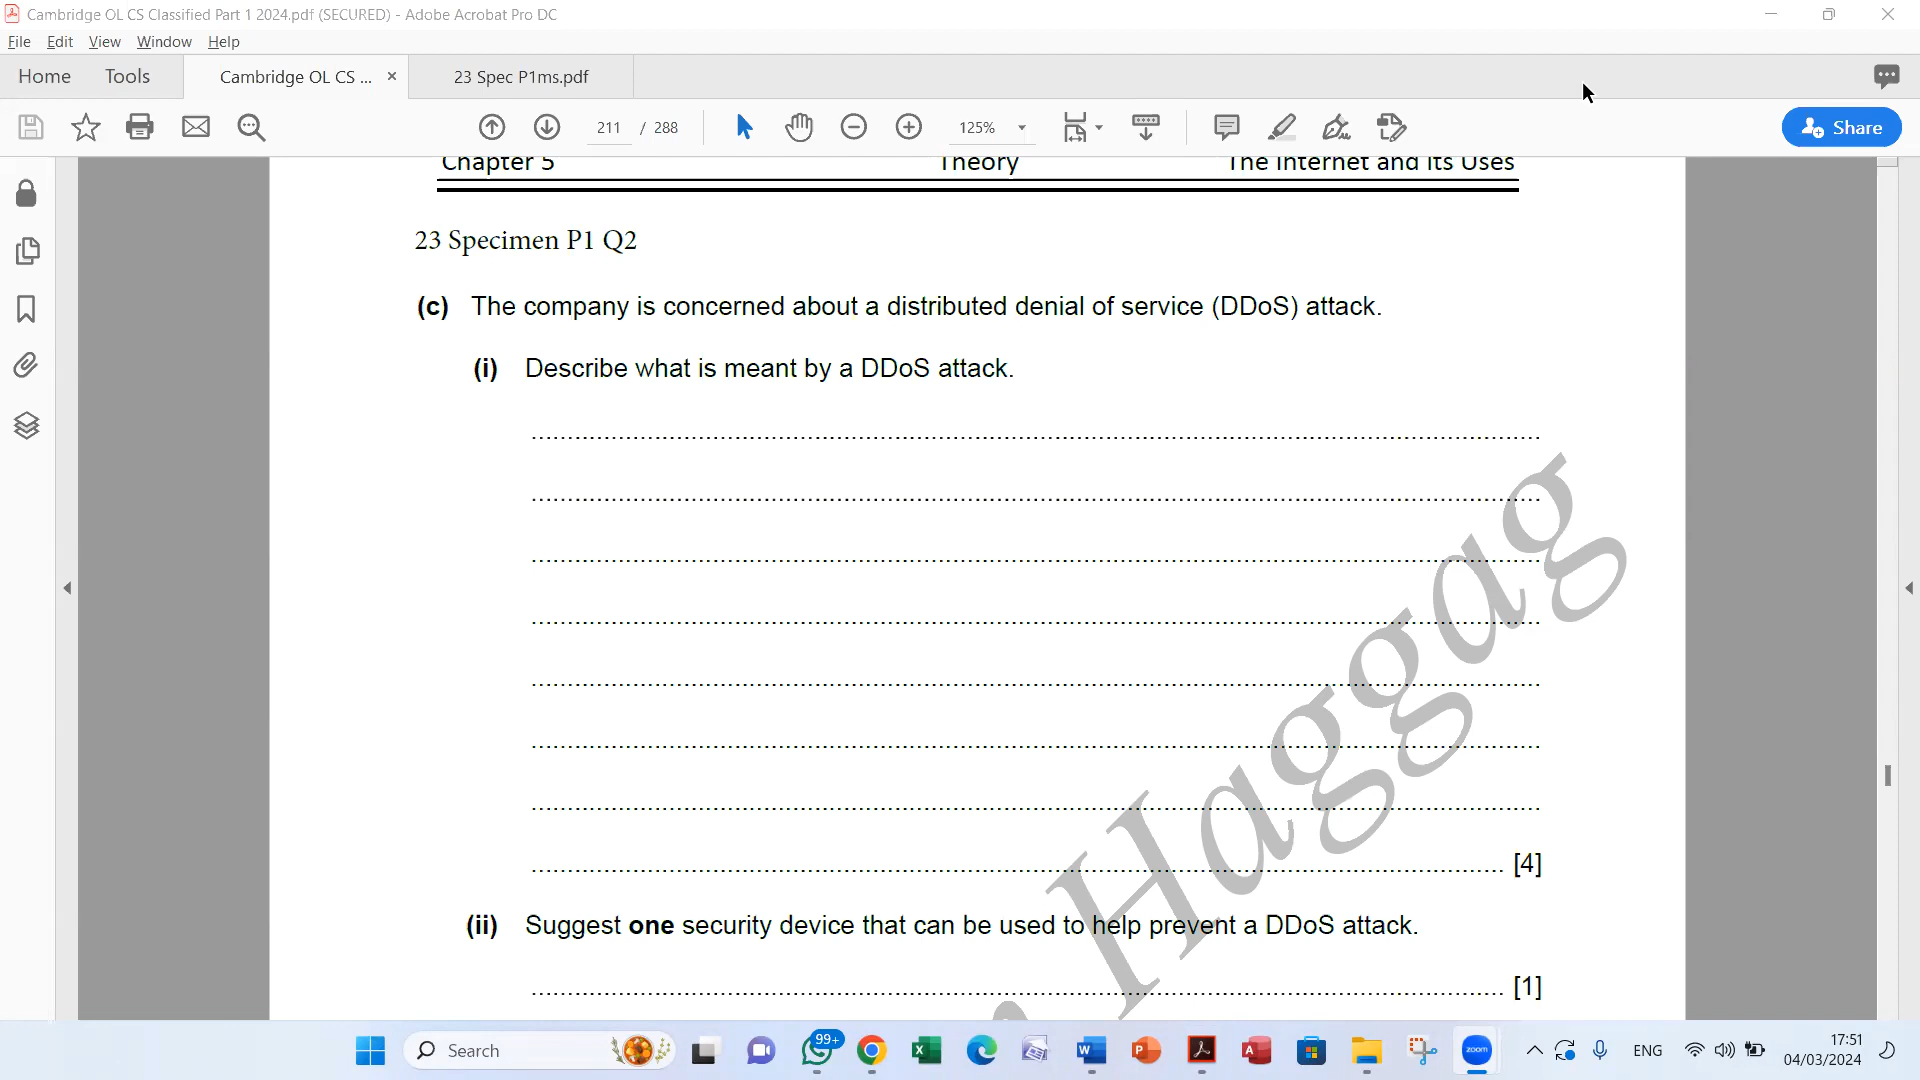 Cambridge OL CS Classified Part 1 2024.pdf (SECURED) - Adobe Acrobat Pro DC
File Edit View Window Help
Home Tools Cambridge OL CS ... × 23 Spec P1ms.pdf
211 / 288 125% Share
Chapter 5 Theory The Internet and its Uses
23 Specimen P1 Q2
(c) The company is concerned about a distributed denial of service (DDoS) attack.
(i) Describe what is meant by a DDoS attack.
[4]
(ii) Suggest one security device that can be used to help prevent a DDoS attack.
[1]
Haggag
Search 99+ zoom ENG 17:51
04/03/2024